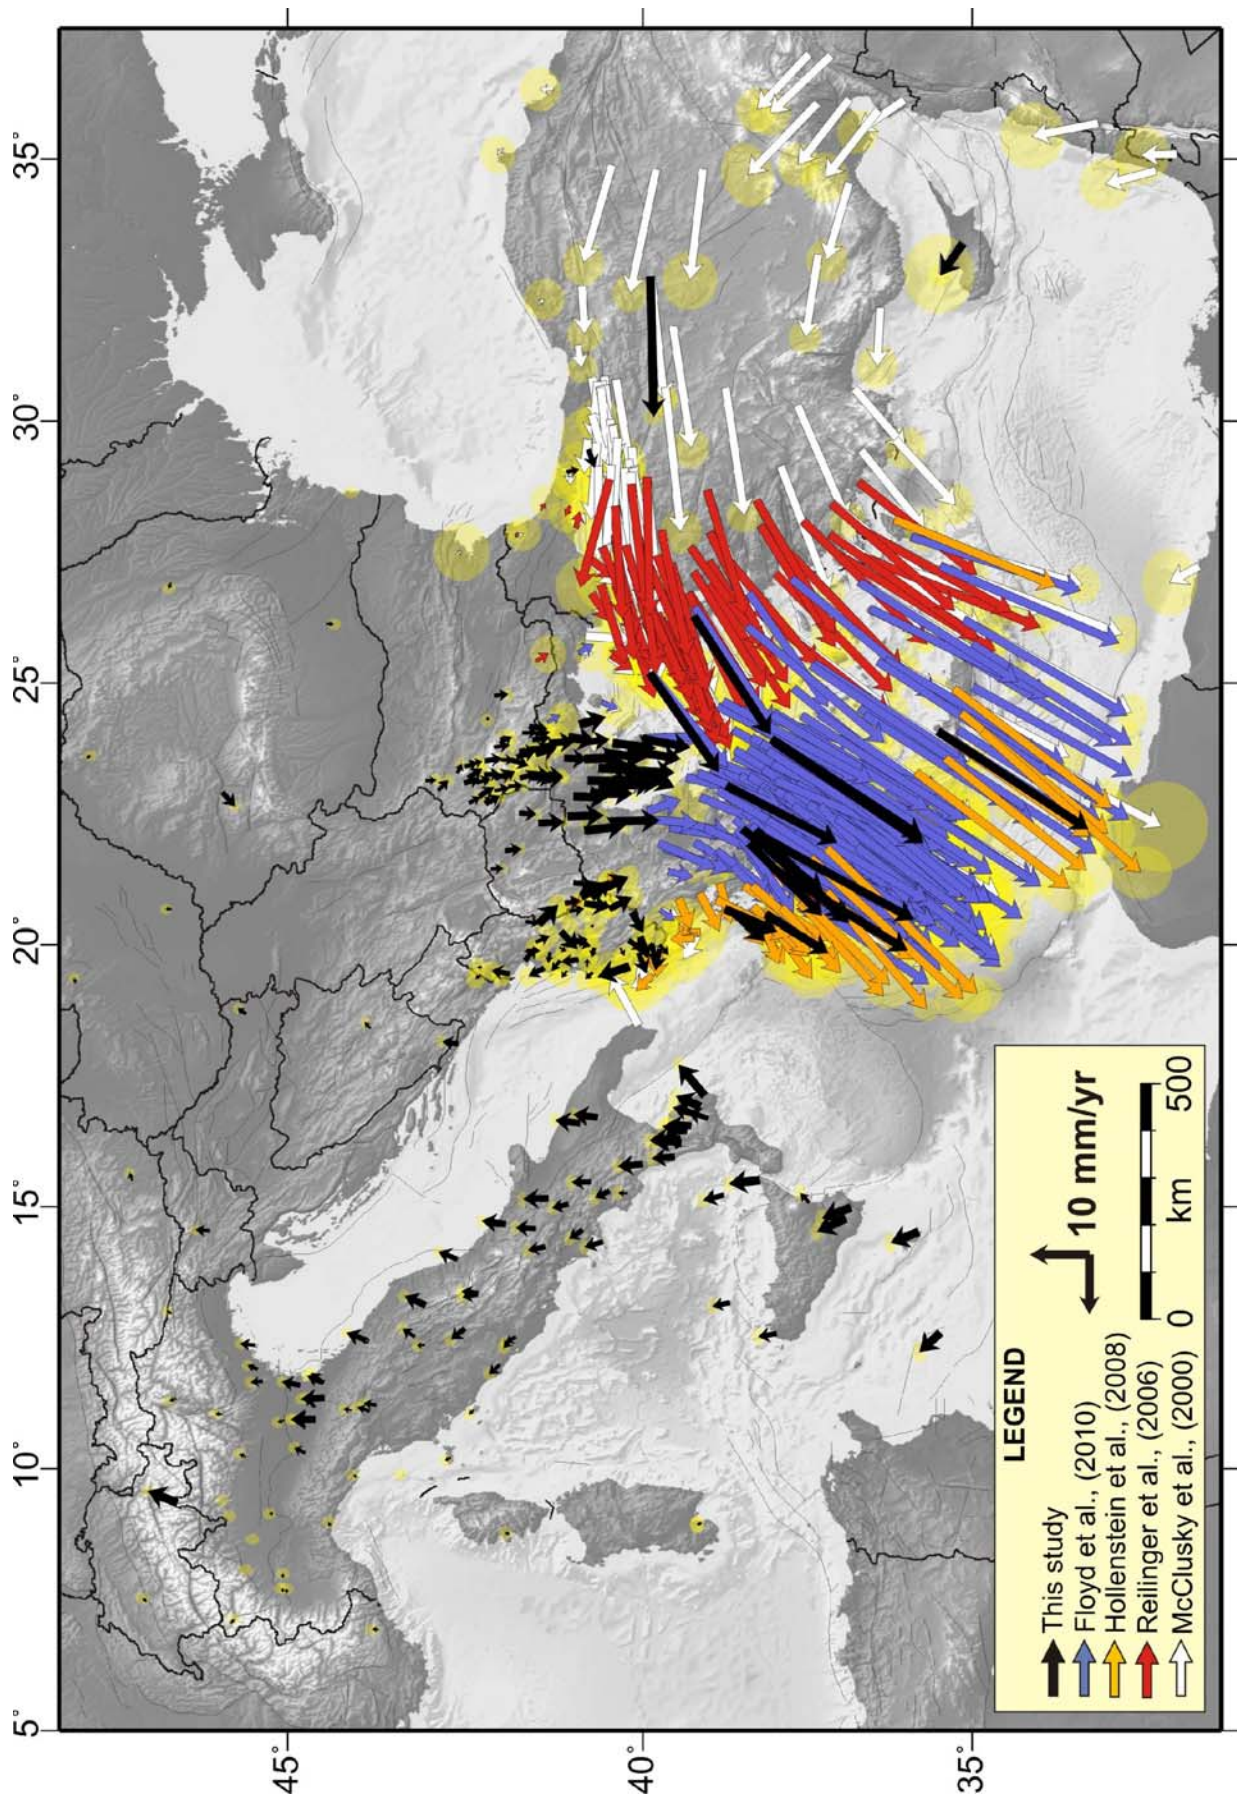 5°
10°
15°
20°
25°
30°
35°
45°
40°
35°
LEGEND
This study
Floyd et al., (2010)
Hollenstein et al., (2008)
Reilinger et al., (2006)
McClusky et al., (2000)
10 mm/yr
0 km 500